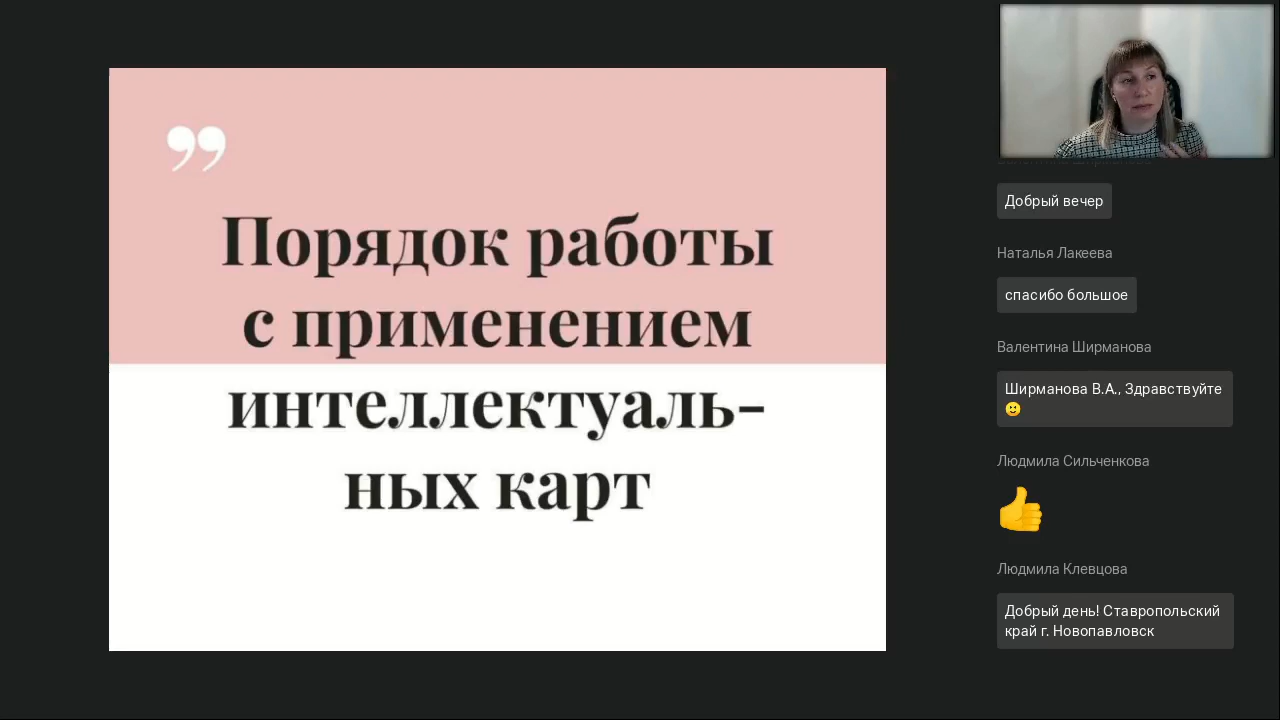 ”
Порядок работы
с применением
интеллектуаль-
ных карт
Добрый вечер
Наталья Лакеева
спасибо большое
Валентина Ширманова
Ширманова В.А., Здравствуйте
🙂
Людмила Сильченкова
👍
Людмила Клевцова
Добрый день! Ставропольский
край г. Новопавловск